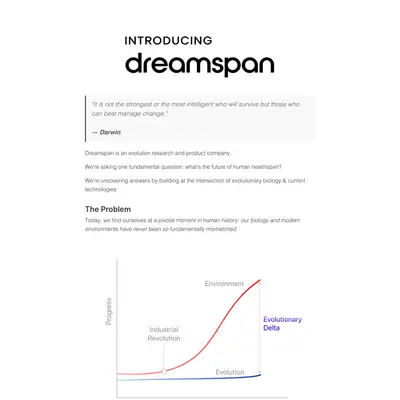 INTRODUCING
dreamspan
"It is not the strongest or the most intelligent who will survive but those who
can best manage change."
— Darwin
Dreamspan is an evolution research and product company.
We're asking one fundamental question: what's the future of human healthspan?
We're uncovering answers by building at the intersection of evolutionary biology & current
technologies
The Problem
Today, we find ourselves at a pivotal moment in human history: our biology and modern
environments have never been so fundamentally mismatched.
Environment
Progress
Industrial
Revolution
Evolutionary
Delta
Evolution